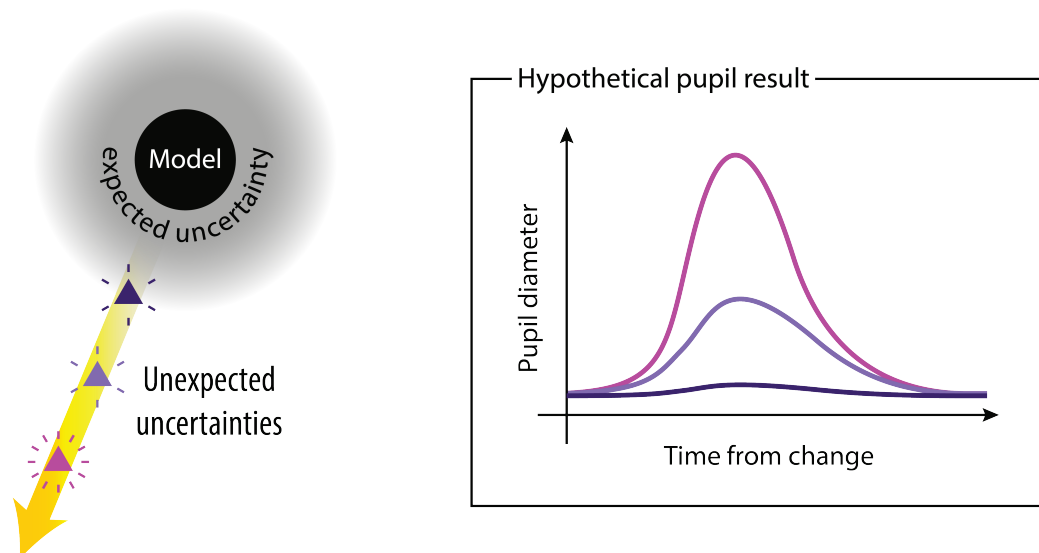 Model
expected uncertainty
Unexpected
uncertainties
Hypothetical pupil result
Pupil diameter
Time from change